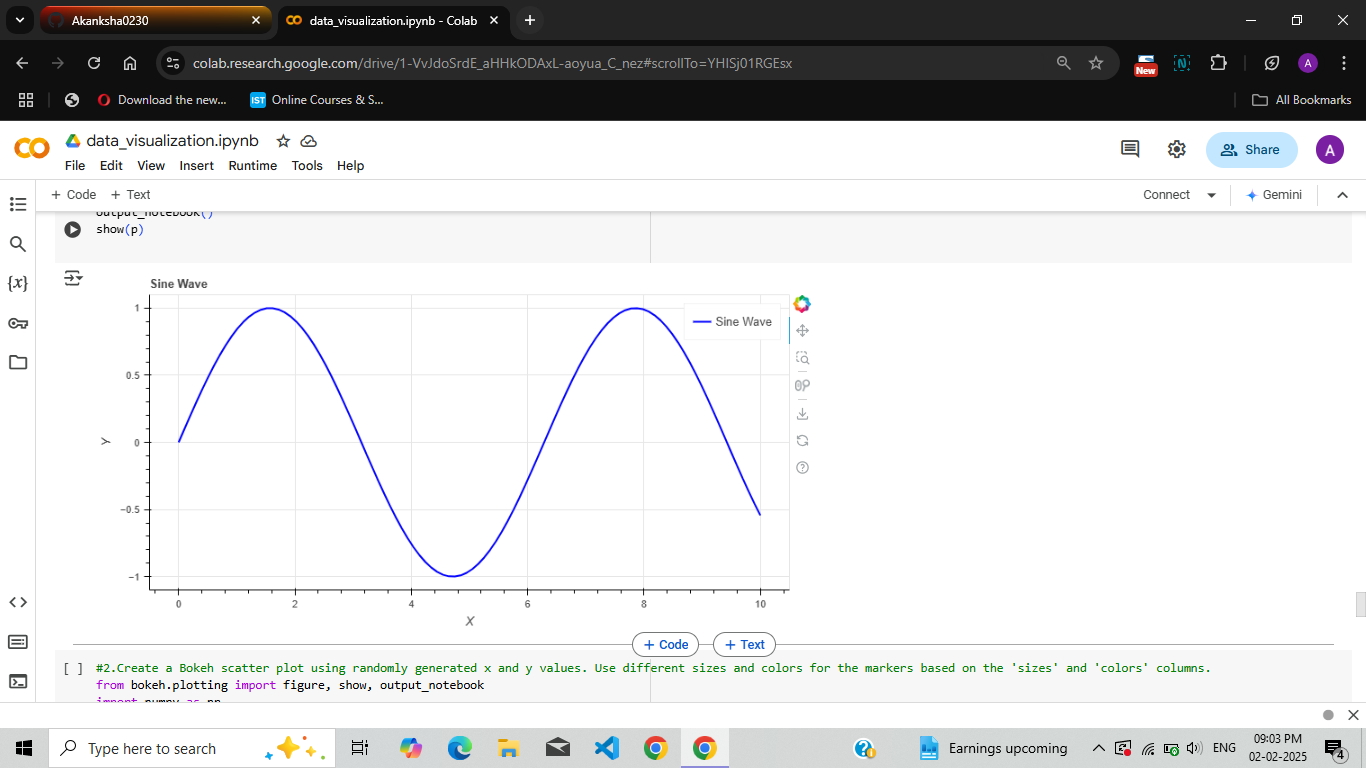 Akanksha0230
data_visualization.ipynb - Colab
colab.research.google.com/drive/1-VvJdoSrdE_aHHkODAxL-aoyua_C_nez#scrollTo=YHISj01RGEsx
New
N
A
Download the new...
IST
Online Courses & S...
All Bookmarks
data_visualization.ipynb
File Edit View Insert Runtime Tools Help
Share
A
+ Code + Text
Connect
Gemini
output_notebook()
show(p)
{x}
Sine Wave
Sine Wave
1
0.5
0
−0.5
−1
Y
0 2 4 6 8 10
X
+ Code + Text
[ ] #2.Create a Bokeh scatter plot using randomly generated x and y values. Use different sizes and colors for the markers based on the 'sizes' and 'colors' columns.
from bokeh.plotting import figure, show, output_notebook
import numpy as np
Type here to search
Earnings upcoming
ENG
09:03 PM
02-02-2025
4